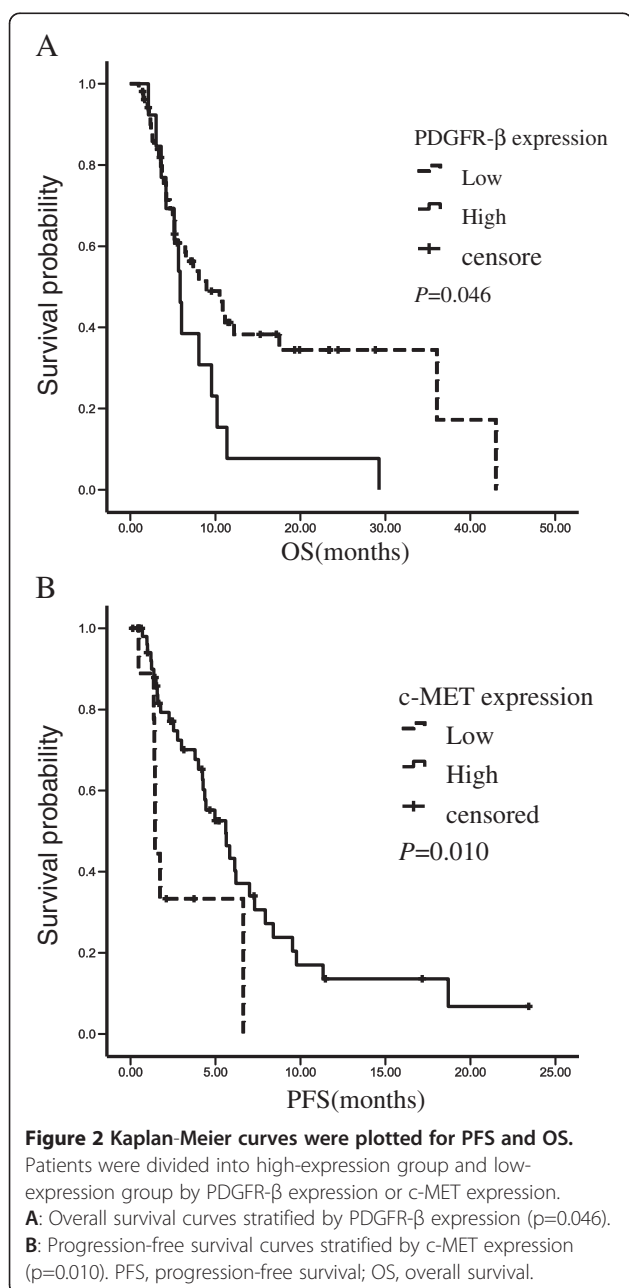 A
Survival probability
1.0
0.8
0.6
0.4
0.2
0.0
PDGFR-β expression
Low
High
censore
P=0.046
0.00 10.00 20.00 30.00 40.00 50.00
OS(months)
B
Survival probability
1.0
0.8
0.6
0.4
0.2
0.0
c-MET expression
Low
High
censored
P=0.010
0.00 5.00 10.00 15.00 20.00 25.00
PFS(months)
Figure 2 Kaplan-Meier curves were plotted for PFS and OS.
Patients were divided into high-expression group and low-
expression group by PDGFR-β expression or c-MET expression.
A: Overall survival curves stratified by PDGFR-β expression (p=0.046).
B: Progression-free survival curves stratified by c-MET expression
(p=0.010). PFS, progression-free survival; OS, overall survival.